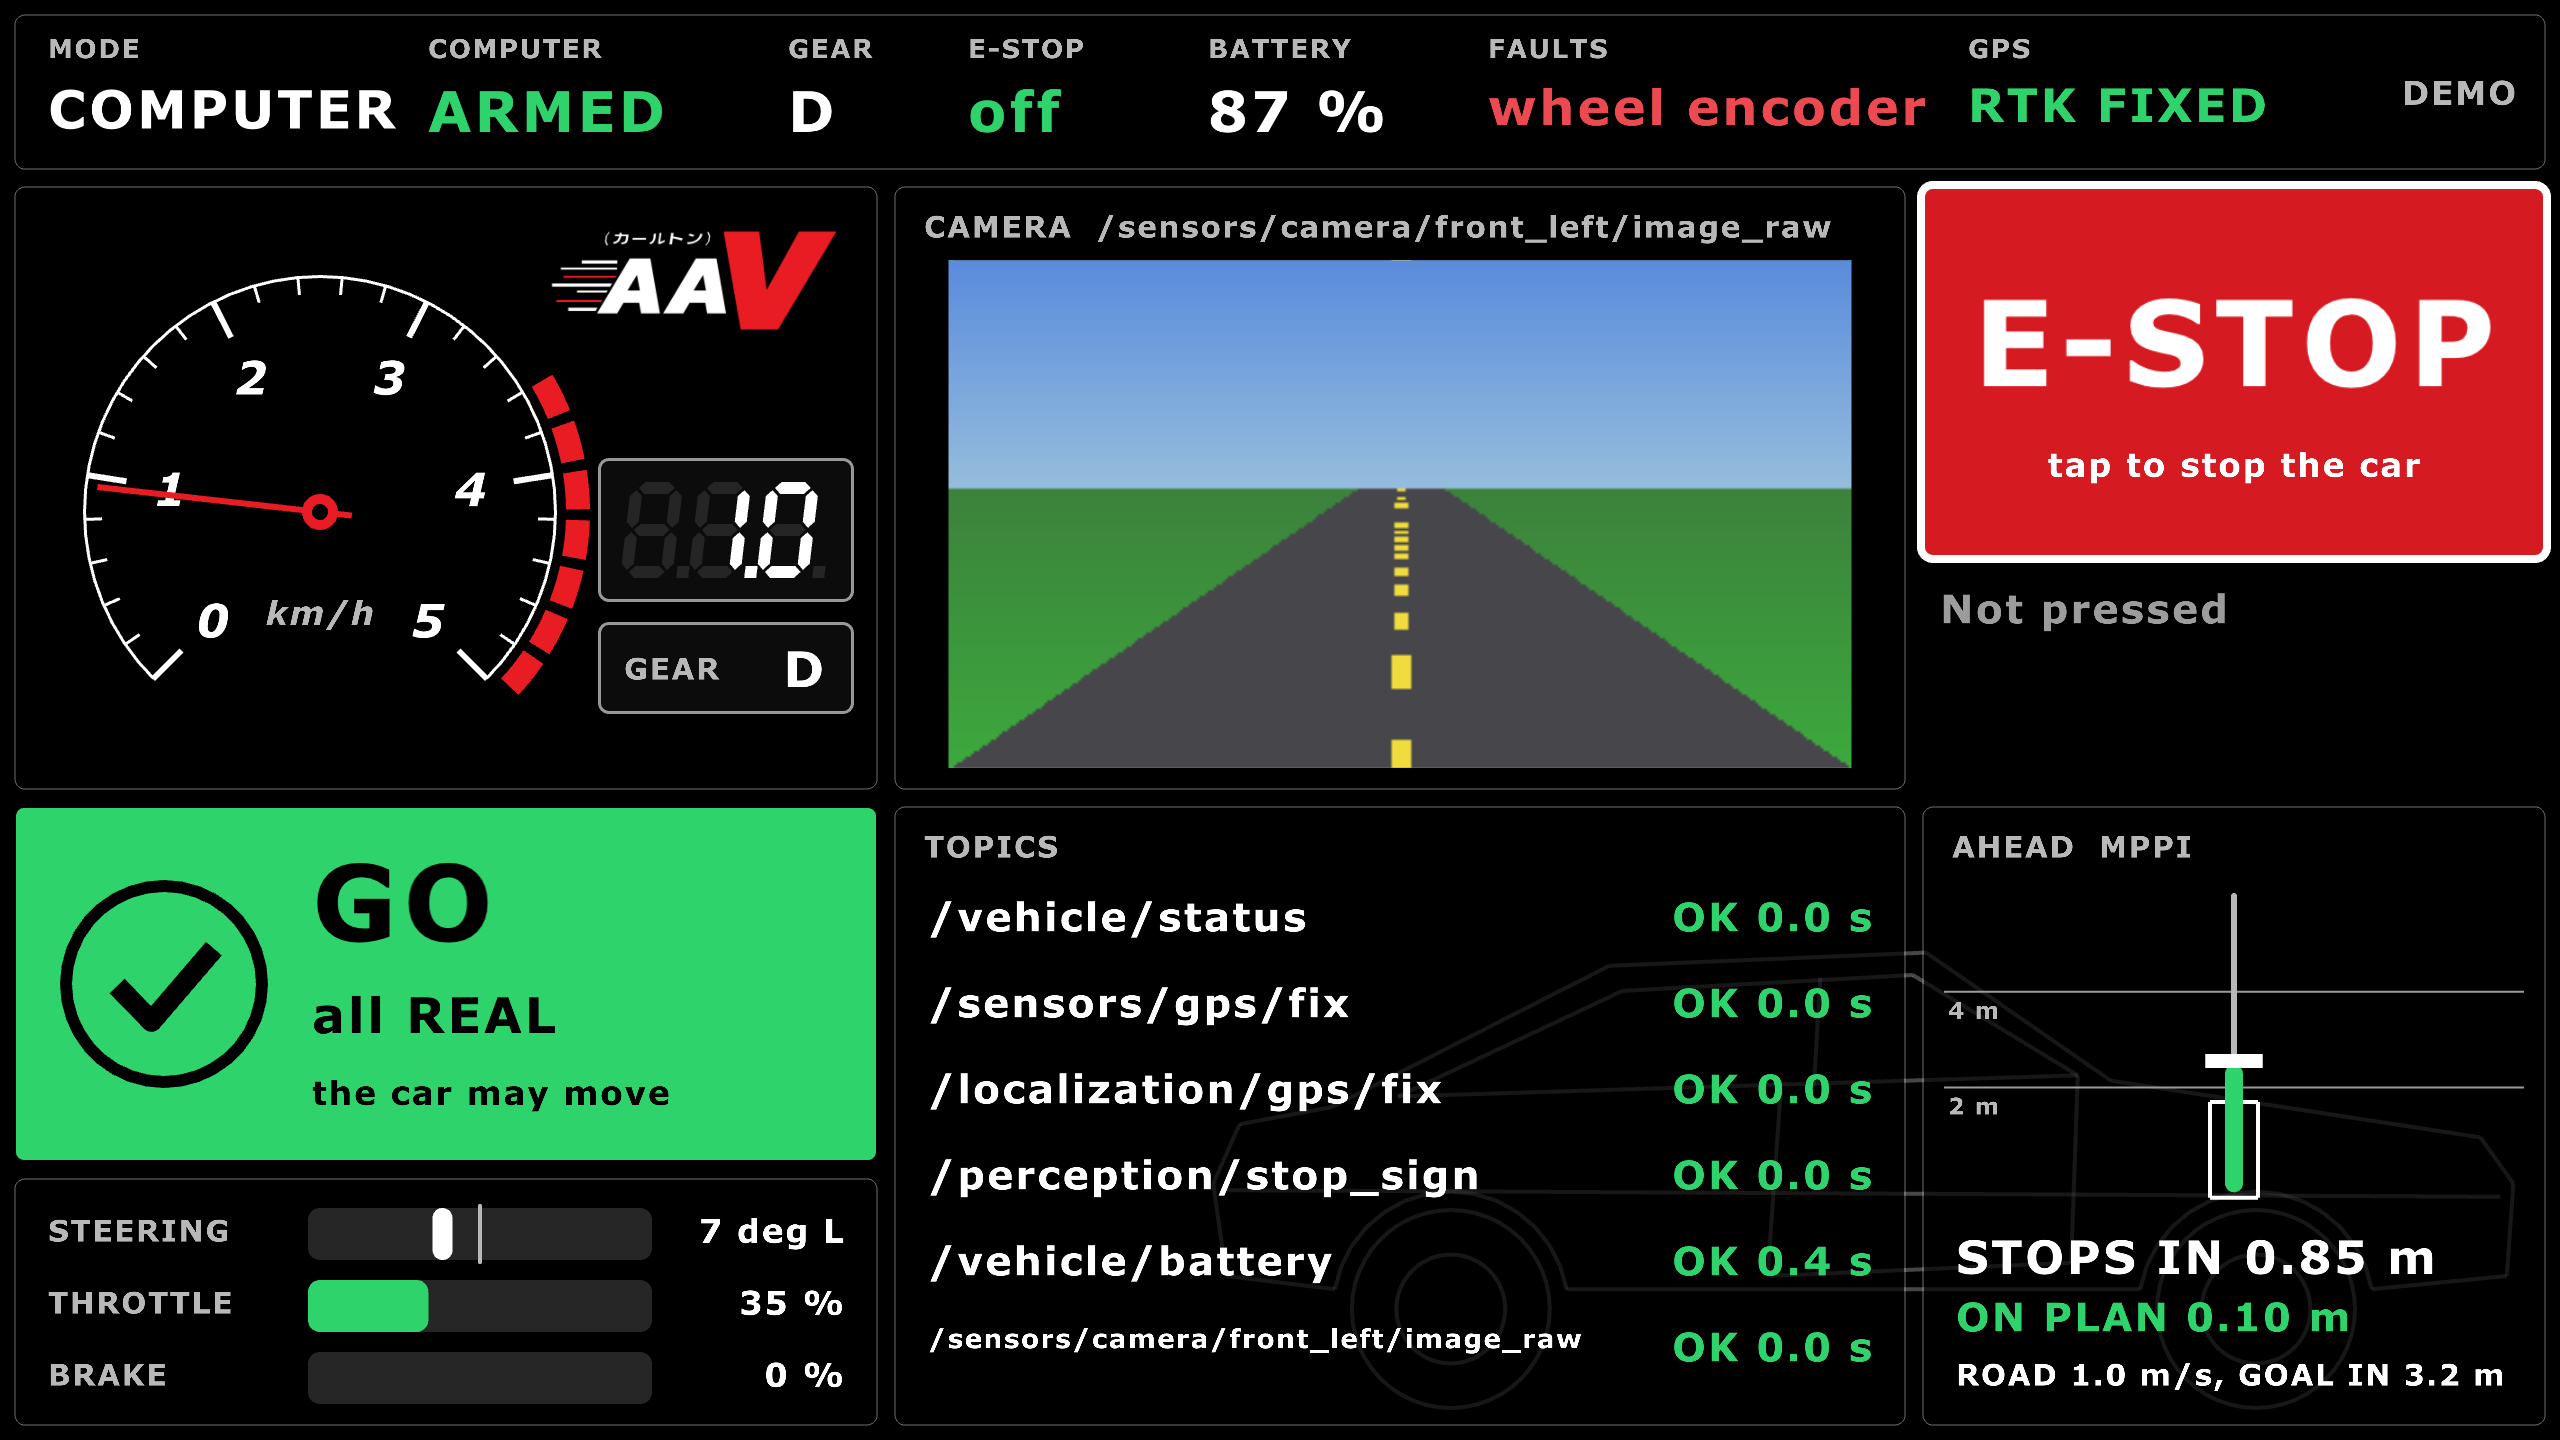 MODE COMPUTER GEAR E-STOP BATTERY FAULTS GPS
COMPUTER ARMED D off 87 % wheel encoder RTK FIXED DEMO
(カールトン)
AAV
2 3
1 4
0 km/h 5
1.0
GEAR D
CAMERA /sensors/camera/front_left/image_raw
E-STOP
tap to stop the car
Not pressed
GO
all REAL
the car may move
STEERING 7 deg L
THROTTLE 35 %
BRAKE 0 %
TOPICS
/vehicle/status OK 0.0 s
/sensors/gps/fix OK 0.0 s
/localization/gps/fix OK 0.0 s
/perception/stop_sign OK 0.0 s
/vehicle/battery OK 0.4 s
/sensors/camera/front_left/image_raw OK 0.0 s
AHEAD MPPI
4 m
2 m
STOPS IN 0.85 m
ON PLAN 0.10 m
ROAD 1.0 m/s, GOAL IN 3.2 m